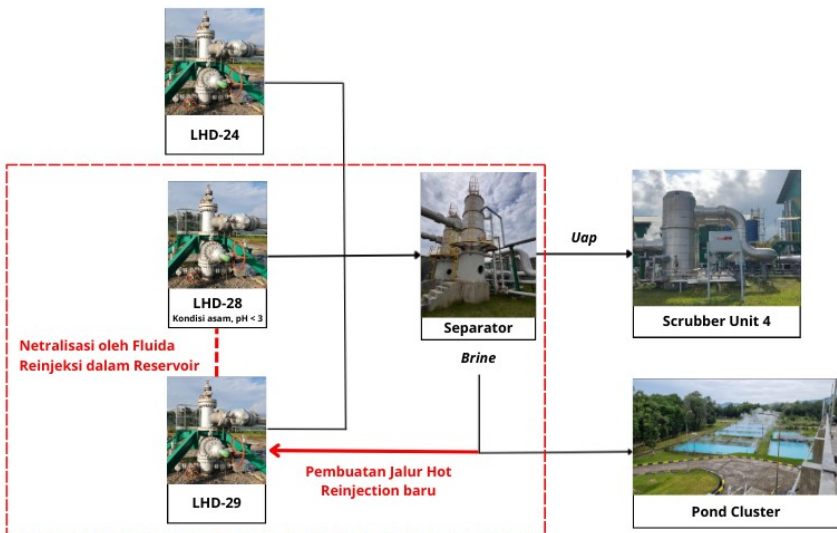 LHD-24
LHD-28
Kondisi asam, pH < 3
Netralisasi oleh Fluida
Reinjeksi dalam Reservoir
LHD-29
Separator
Uap
Scrubber Unit 4
Brine
Pembuatan Jalur Hot
Reinjection baru
Pond Cluster